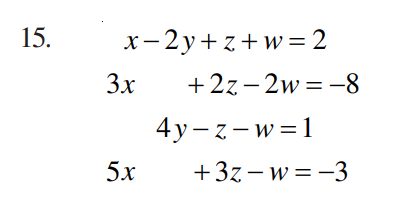 15. x − 2y + z + w = 2
3x + 2z − 2w = −8
4y − z − w = 1
5x + 3z − w = −3